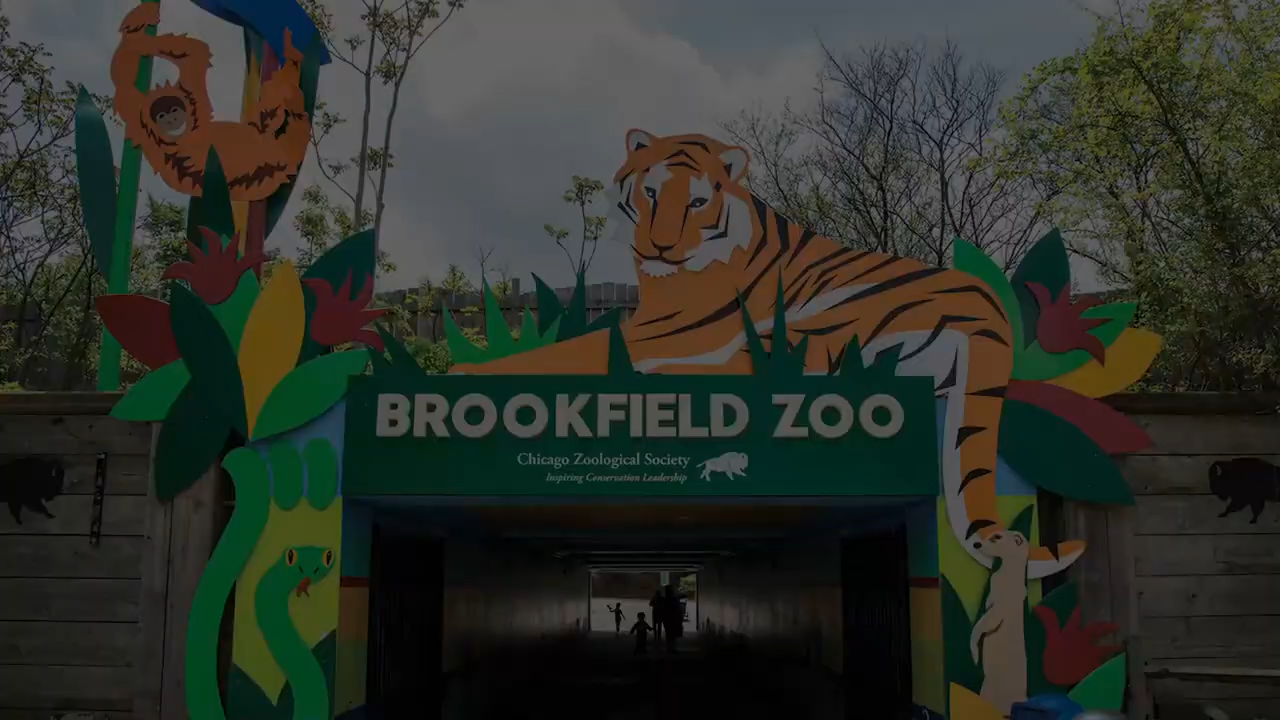 BROOKFIELD ZOO
Chicago Zoological Society
Inspiring Conservation Leadership